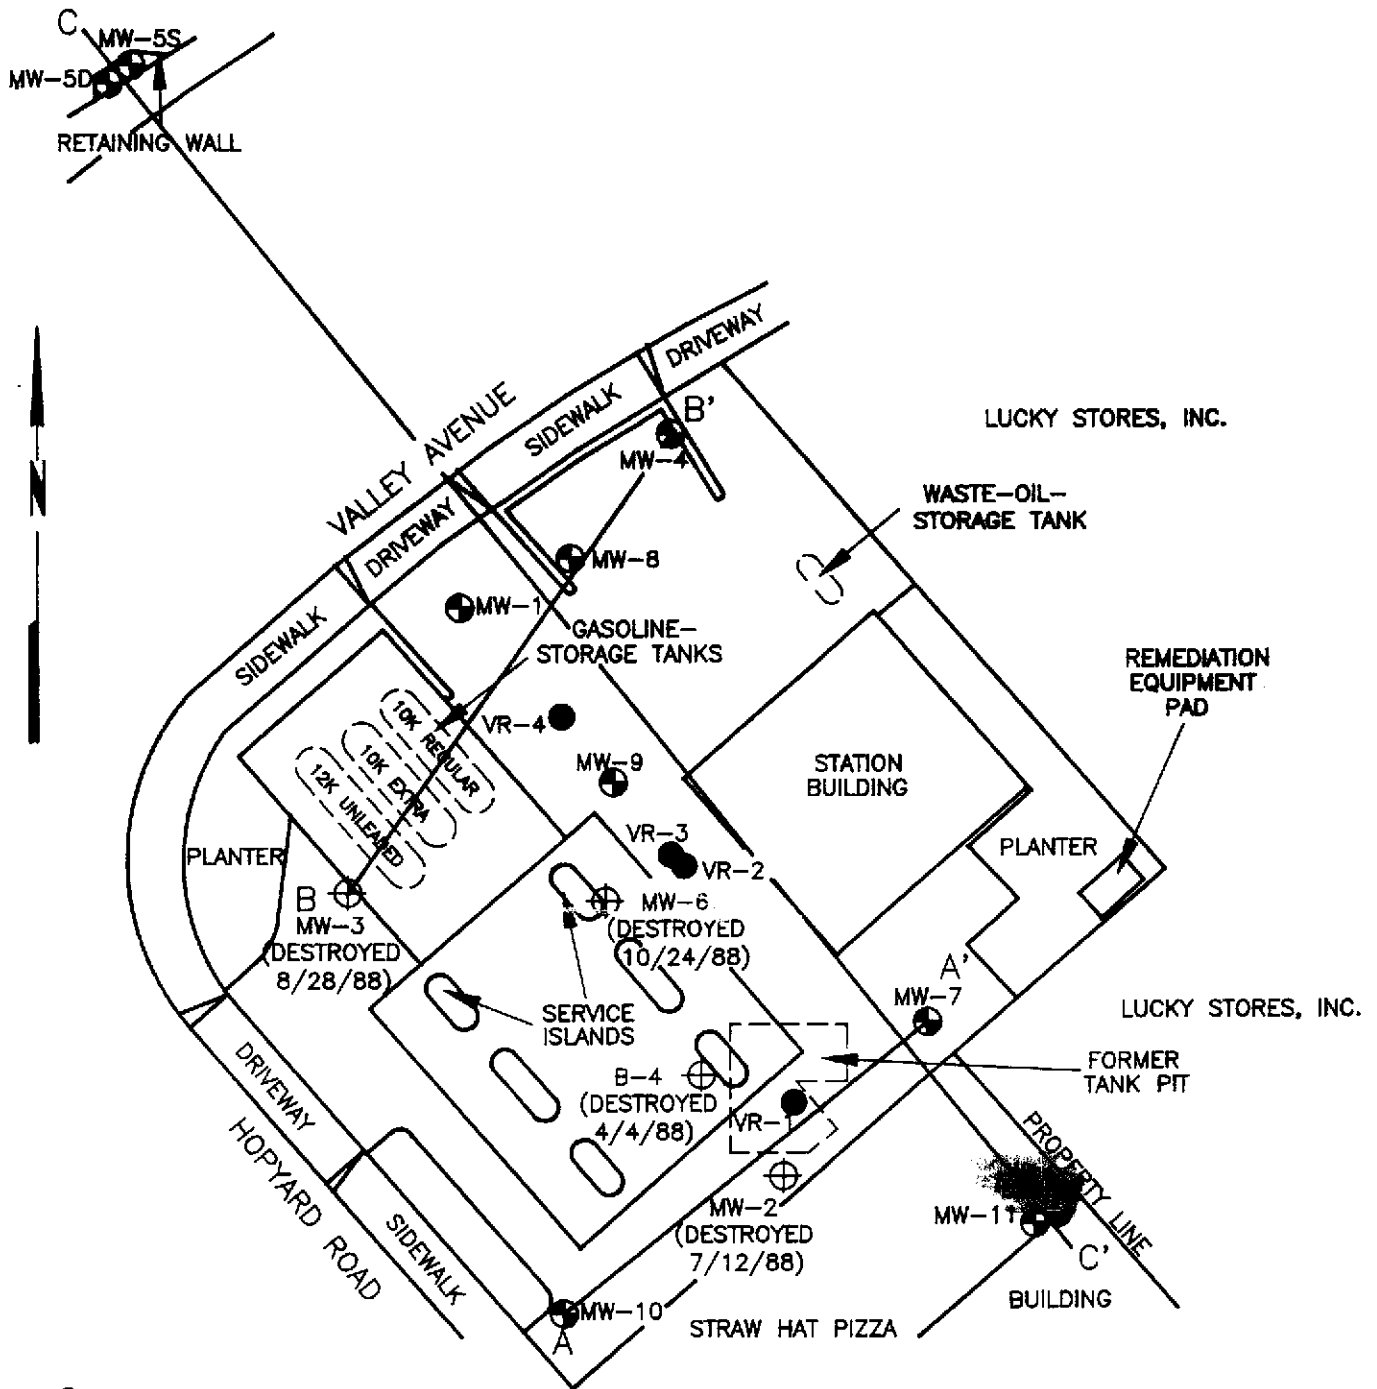 C
MW-5S
MW-5D
RETAINING WALL
N
VALLEY AVENUE
SIDEWALK
DRIVEWAY
B'
MW-4
LUCKY STORES, INC.
WASTE-OIL-
STORAGE TANK
DRIVEWAY
MW-8
MW-1
SIDEWALK
GASOLINE-
STORAGE TANKS
REMEDIATION
EQUIPMENT
PAD
10K REGULAR
10K EXTRA
12K UNLEADED
VR-4
MW-9
STATION
BUILDING
VR-3
VR-2
PLANTER
PLANTER
B
MW-3
(DESTROYED
8/28/88)
MW-6
(DESTROYED
10/24/88)
A'
MW-7
SERVICE
ISLANDS
LUCKY STORES, INC.
FORMER
TANK PIT
B-4
(DESTROYED
4/4/88)
VR-1
DRIVEWAY
HOPYARD ROAD
SIDEWALK
MW-2
(DESTROYED
7/12/88)
PROPERTY LINE
MW-11
C'
BUILDING
MW-10
A
STRAW HAT PIZZA